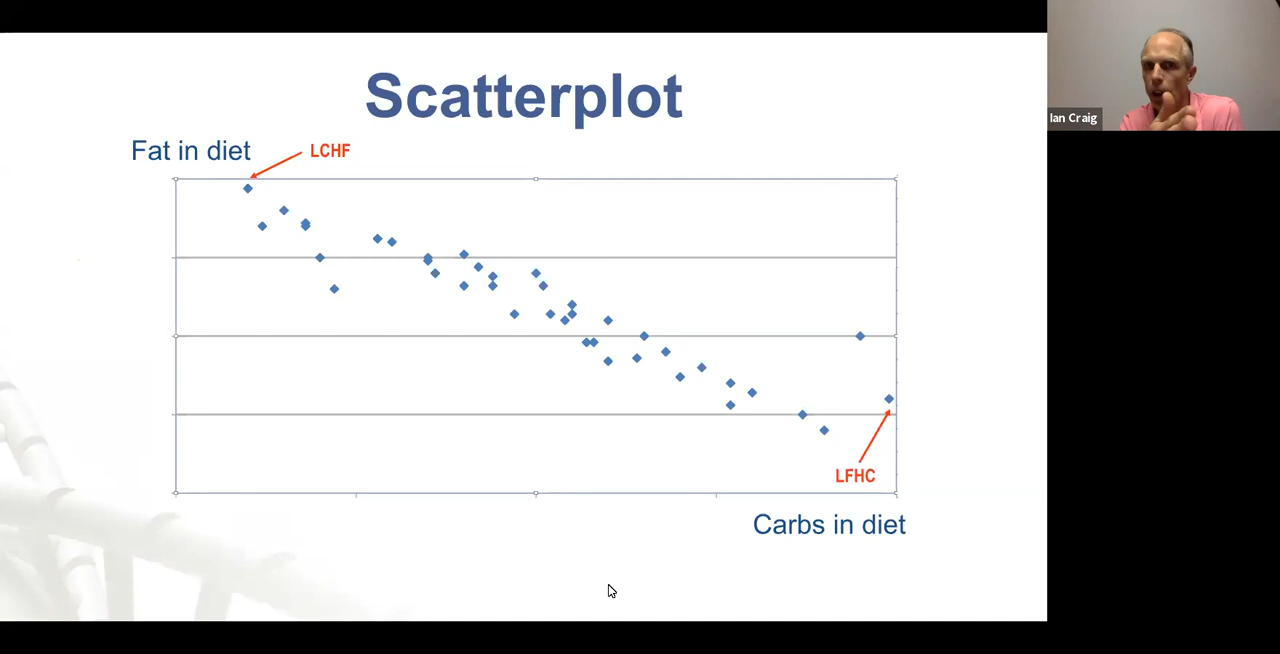 Scatterplot
Fat in diet
LCHF
Ian Craig
LFHC
Carbs in diet